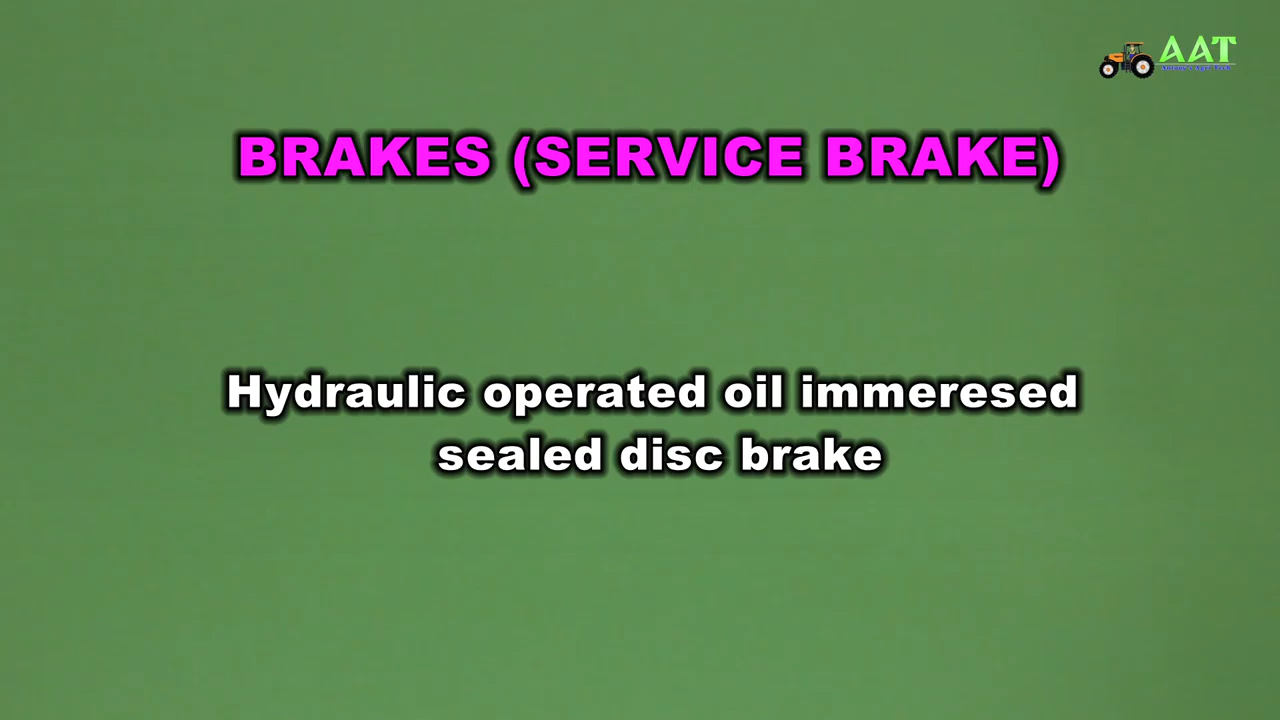 AAT
BRAKES (SERVICE BRAKE)
Hydraulic operated oil immeresed
sealed disc brake